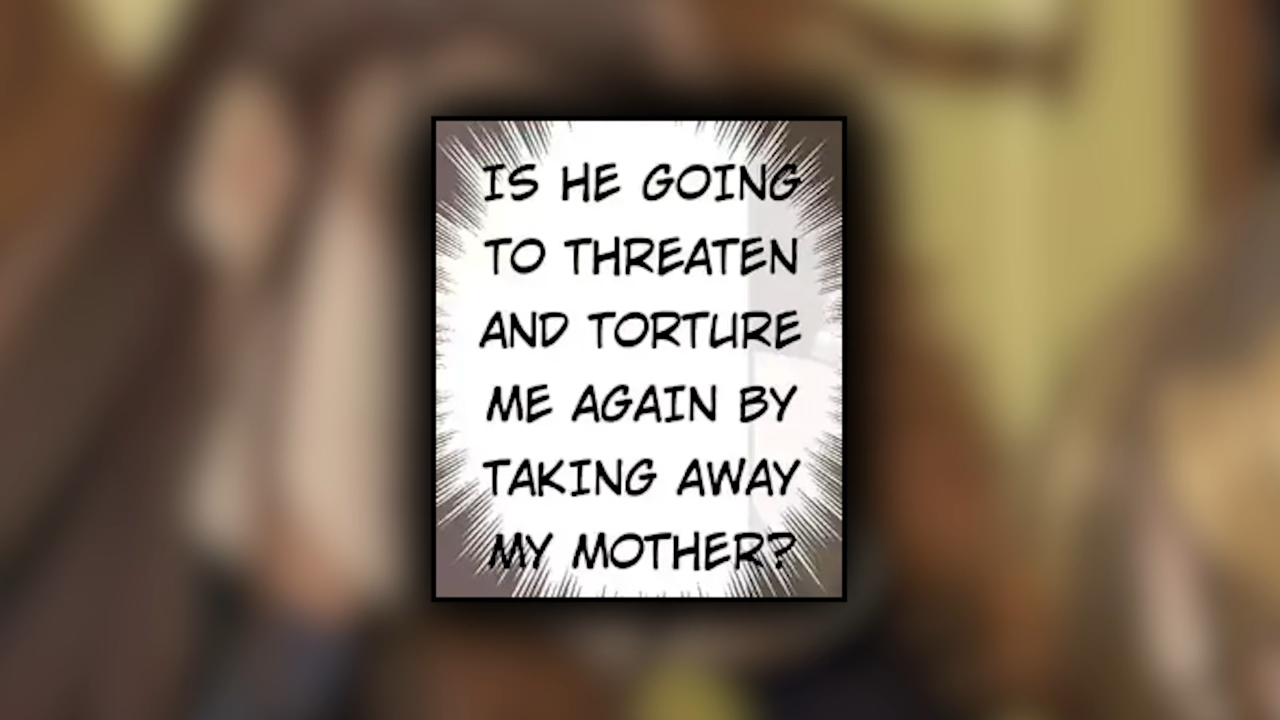 IS HE GOING
TO THREATEN
AND TORTURE
ME AGAIN BY
TAKING AWAY
MY MOTHER?